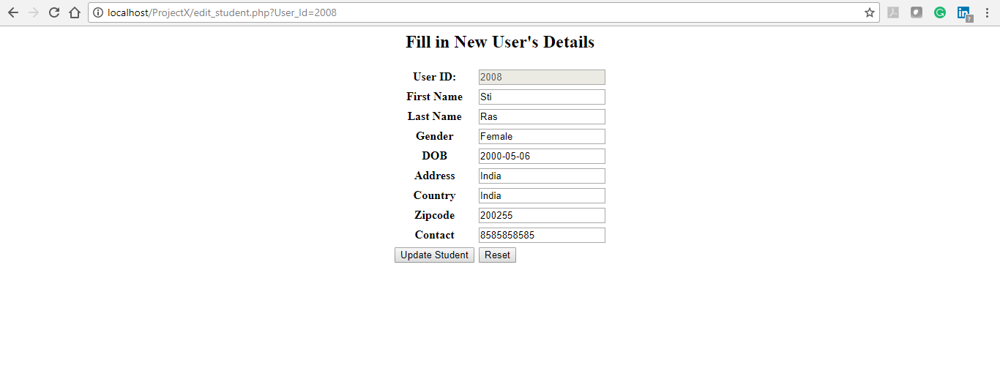 localhost/ProjectX/edit_student.php?User_Id=2008
Fill in New User's Details
User ID: 2008
First Name Sti
Last Name Ras
Gender Female
DOB 2000-05-06
Address India
Country India
Zipcode 200255
Contact 8585858585
Update Student Reset